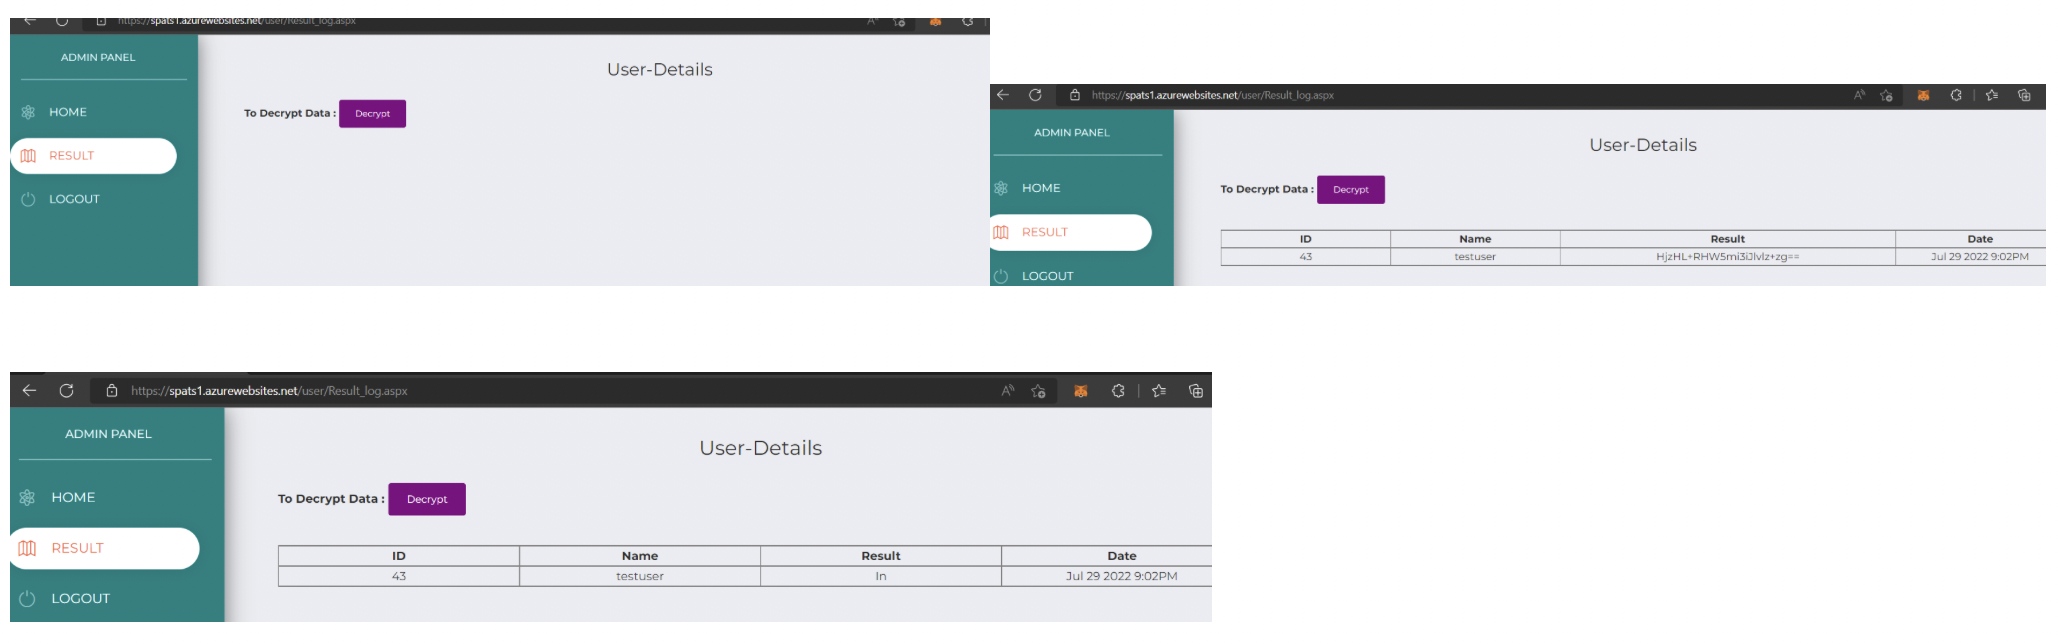 https://spats1.azurewebsites.net/user/Result_log.aspx
ADMIN PANEL
User-Details
HOME
To Decrypt Data : Decrypt
RESULT
LOGOUT
https://spats1.azurewebsites.net/user/Result_log.aspx
ADMIN PANEL
User-Details
HOME
To Decrypt Data : Decrypt
RESULT
ID Name Result Date
43 testuser Jul 29 2022 9:02PM
LOGOUT
https://spats1.azurewebsites.net/user/Result_log.aspx
ADMIN PANEL
User-Details
HOME
To Decrypt Data : Decrypt
RESULT
ID Name Result Date
43 testuser In Jul 29 2022 9:02PM
LOGOUT